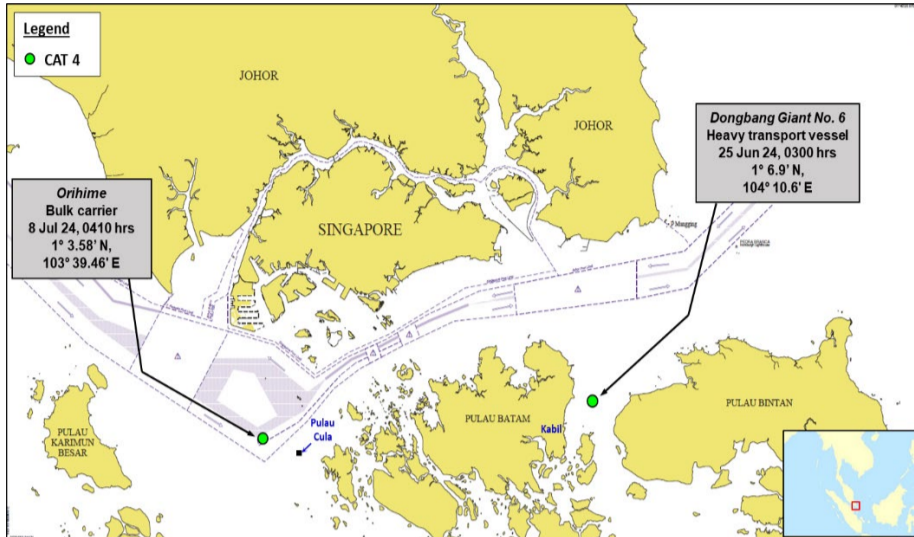 Legend
CAT 4
JOHOR
JOHOR
Dongbang Giant No. 6
Heavy transport vessel
25 Jun 24, 0300 hrs
1° 6.9' N,
104° 10.6' E
Orihime
Bulk carrier
8 Jul 24, 0410 hrs
1° 3.58' N,
103° 39.46' E
SINGAPORE
PULAU
KARIMUN
BESAR
Pulau
Cula
PULAU BATAM
Kabil
PULAU BINTAN